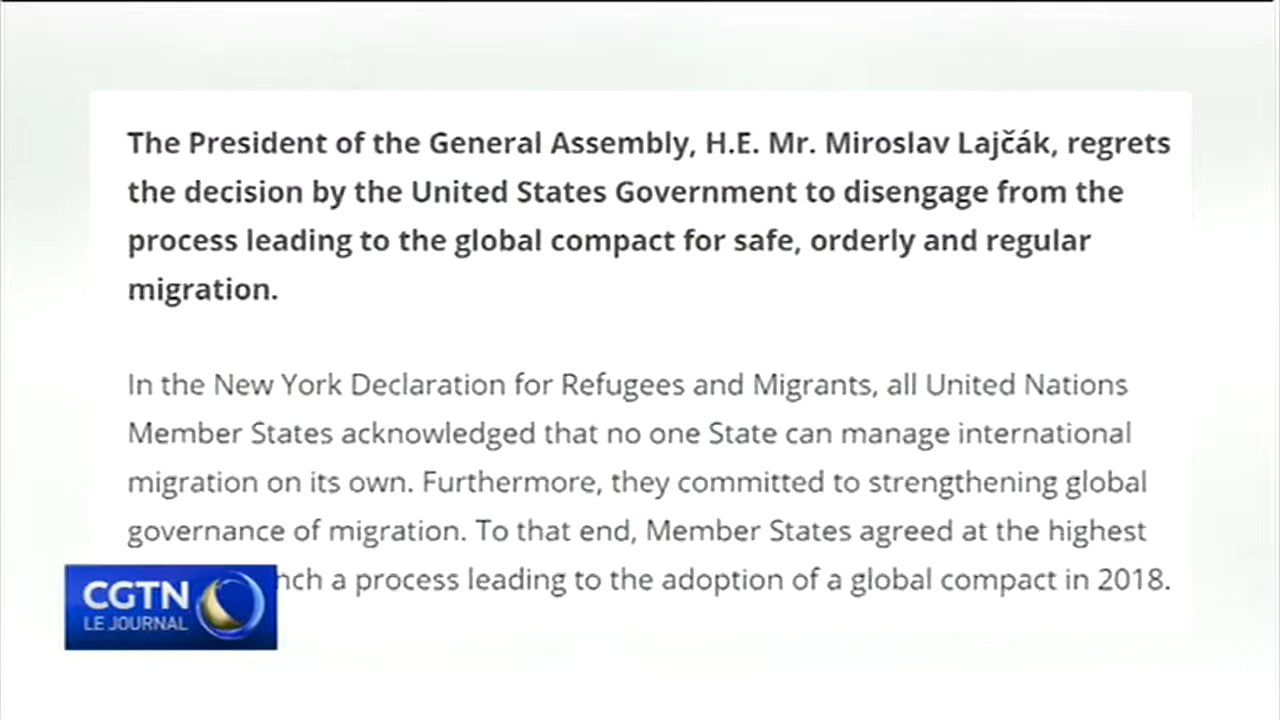 The President of the General Assembly, H.E. Mr. Miroslav Lajčák, regrets
the decision by the United States Government to disengage from the
process leading to the global compact for safe, orderly and regular
migration.
In the New York Declaration for Refugees and Migrants, all United Nations
Member States acknowledged that no one State can manage international
migration on its own. Furthermore, they committed to strengthening global
governance of migration. To that end, Member States agreed at the highest
a process leading to the adoption of a global compact in 2018.
CGTN
LE JOURNAL